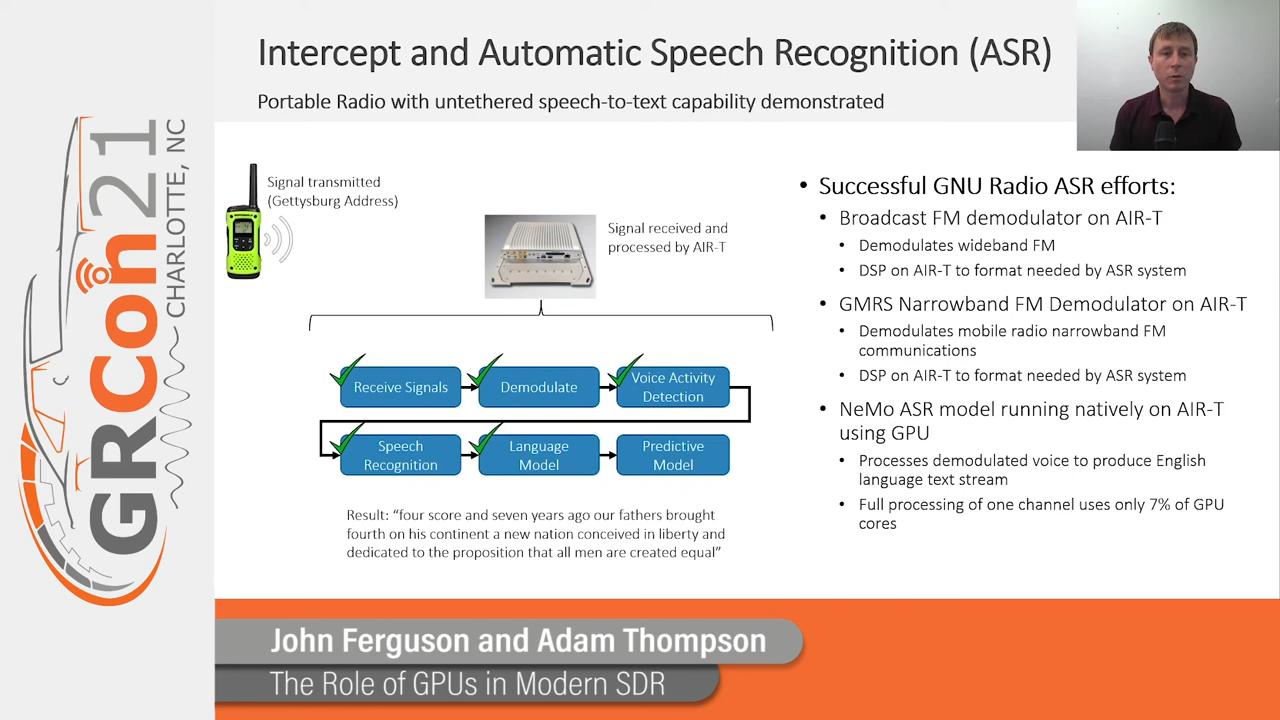 Intercept and Automatic Speech Recognition (ASR)
Portable Radio with untethered speech-to-text capability demonstrated
GRCon21
CHARLOTTE, NC
Signal transmitted
(Gettysburg Address)
Signal received and
processed by AIR-T
Receive Signals
Demodulate
Voice Activity
Detection
Speech
Recognition
Language
Model
Predictive
Model
Result: “four score and seven years ago our fathers brought
fourth on his continent a new nation conceived in liberty and
dedicated to the proposition that all men are created equal”
• Successful GNU Radio ASR efforts:
• Broadcast FM demodulator on AIR-T
• Demodulates wideband FM
• DSP on AIR-T to format needed by ASR system
• GMRS Narrowband FM Demodulator on AIR-T
• Demodulates mobile radio narrowband FM
communications
• DSP on AIR-T to format needed by ASR system
• NeMo ASR model running natively on AIR-T
using GPU
• Processes demodulated voice to produce English
language text stream
• Full processing of one channel uses only 7% of GPU
cores
John Ferguson and Adam Thompson
The Role of GPUs in Modern SDR